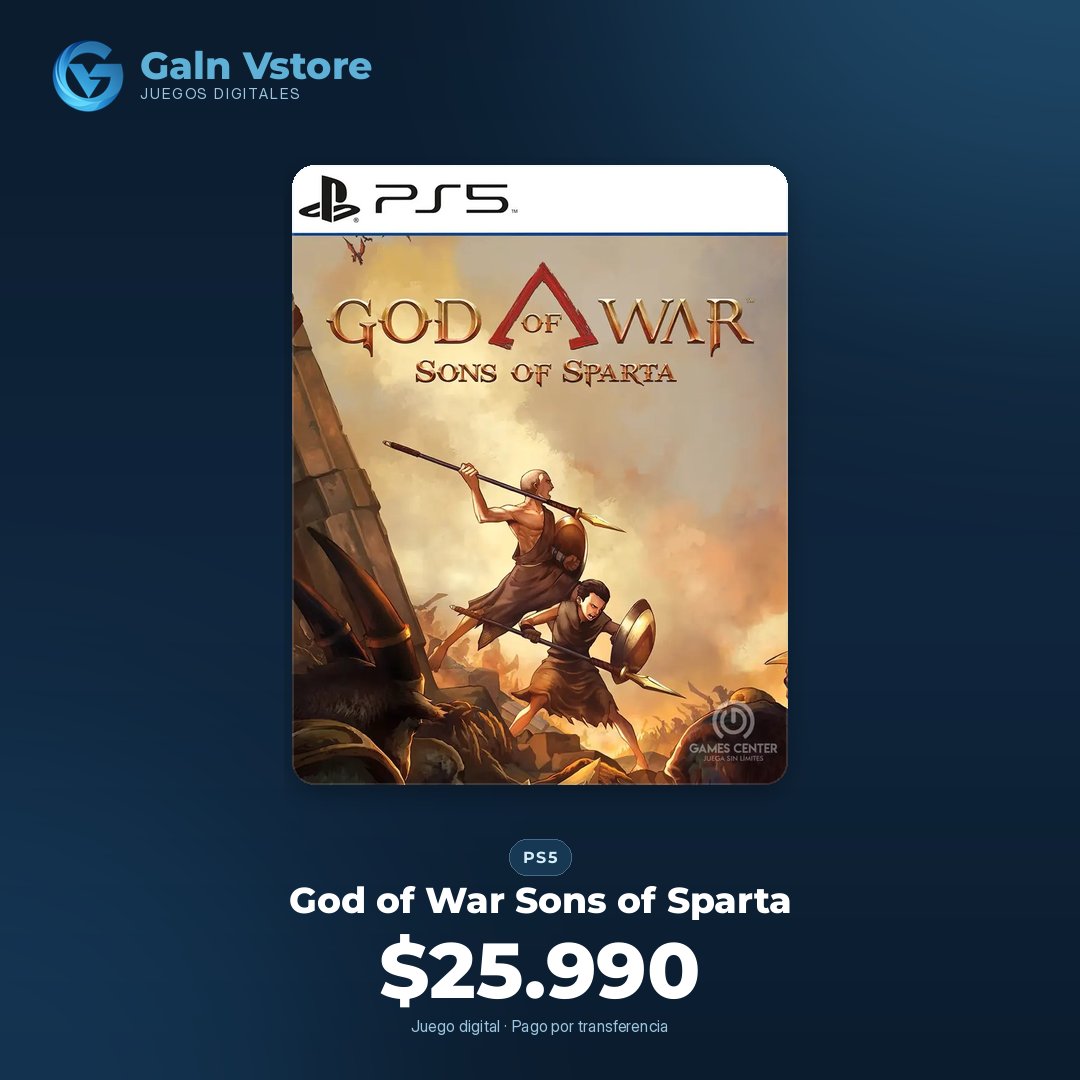 Galn Vstore
JUEGOS DIGITALES
PS5
GOD OF WAR
SONS OF SPARTA
GAMES CENTER
JUEGA SIN LÍMITES
PS5
God of War Sons of Sparta
$25.990
Juego digital · Pago por transferencia